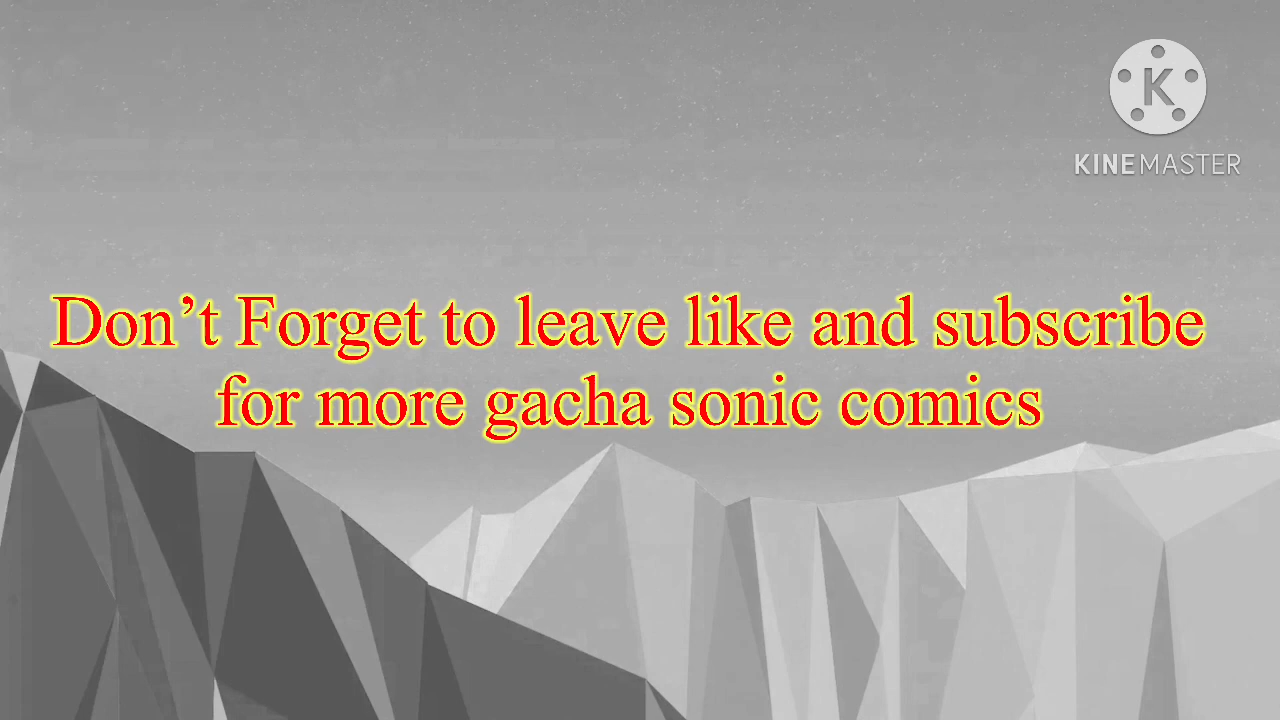 K
KINEMASTER
Don’t Forget to leave like and subscribe
for more gacha sonic comics